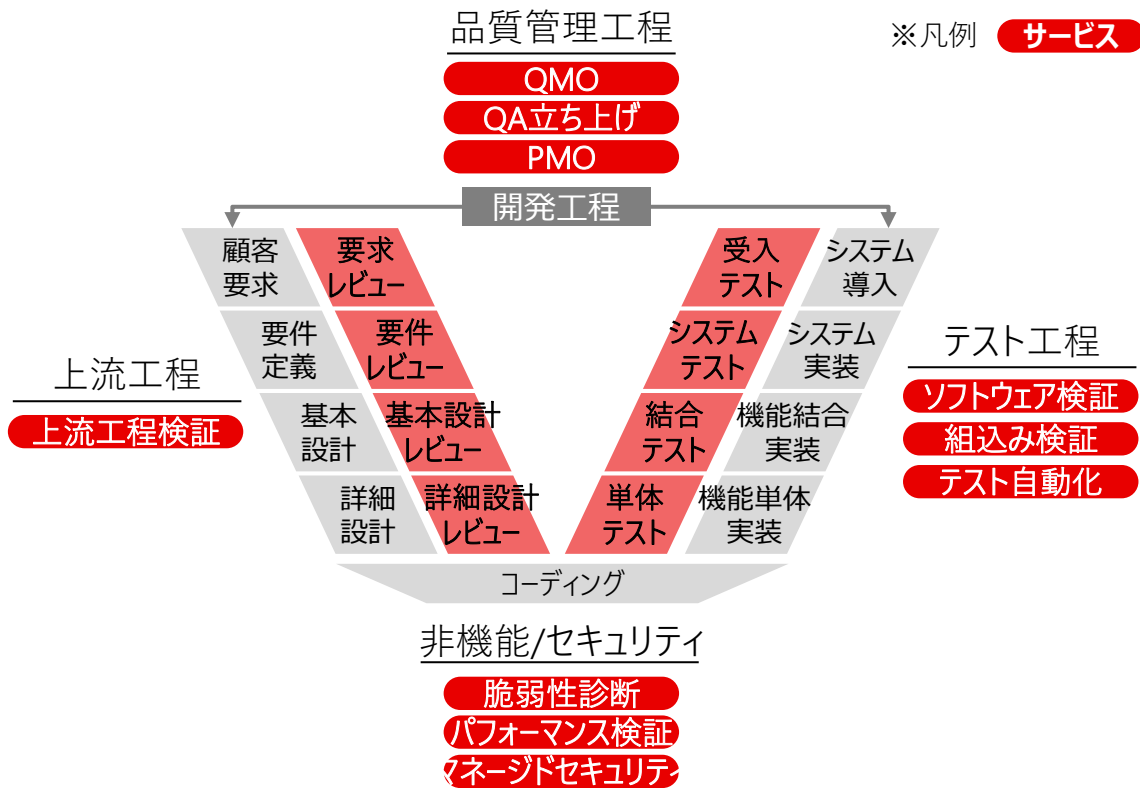 品質管理工程
※凡例 サービス
QMO
QA立ち上げ
PMO
開発工程
顧客
要求
要求
レビュー
受入
テスト
システム
導入
要件
定義
要件
レビュー
システム
テスト
システム
実装
上流工程
上流工程検証
テスト工程
ソフトウェア検証
組込み検証
テスト自動化
基本
設計
基本設計
レビュー
結合
テスト
機能結合
実装
詳細
設計
詳細設計
レビュー
単体
テスト
機能単体
実装
コーディング
非機能/セキュリティ
脆弱性診断
パフォーマンス検証
マネージドセキュリティ